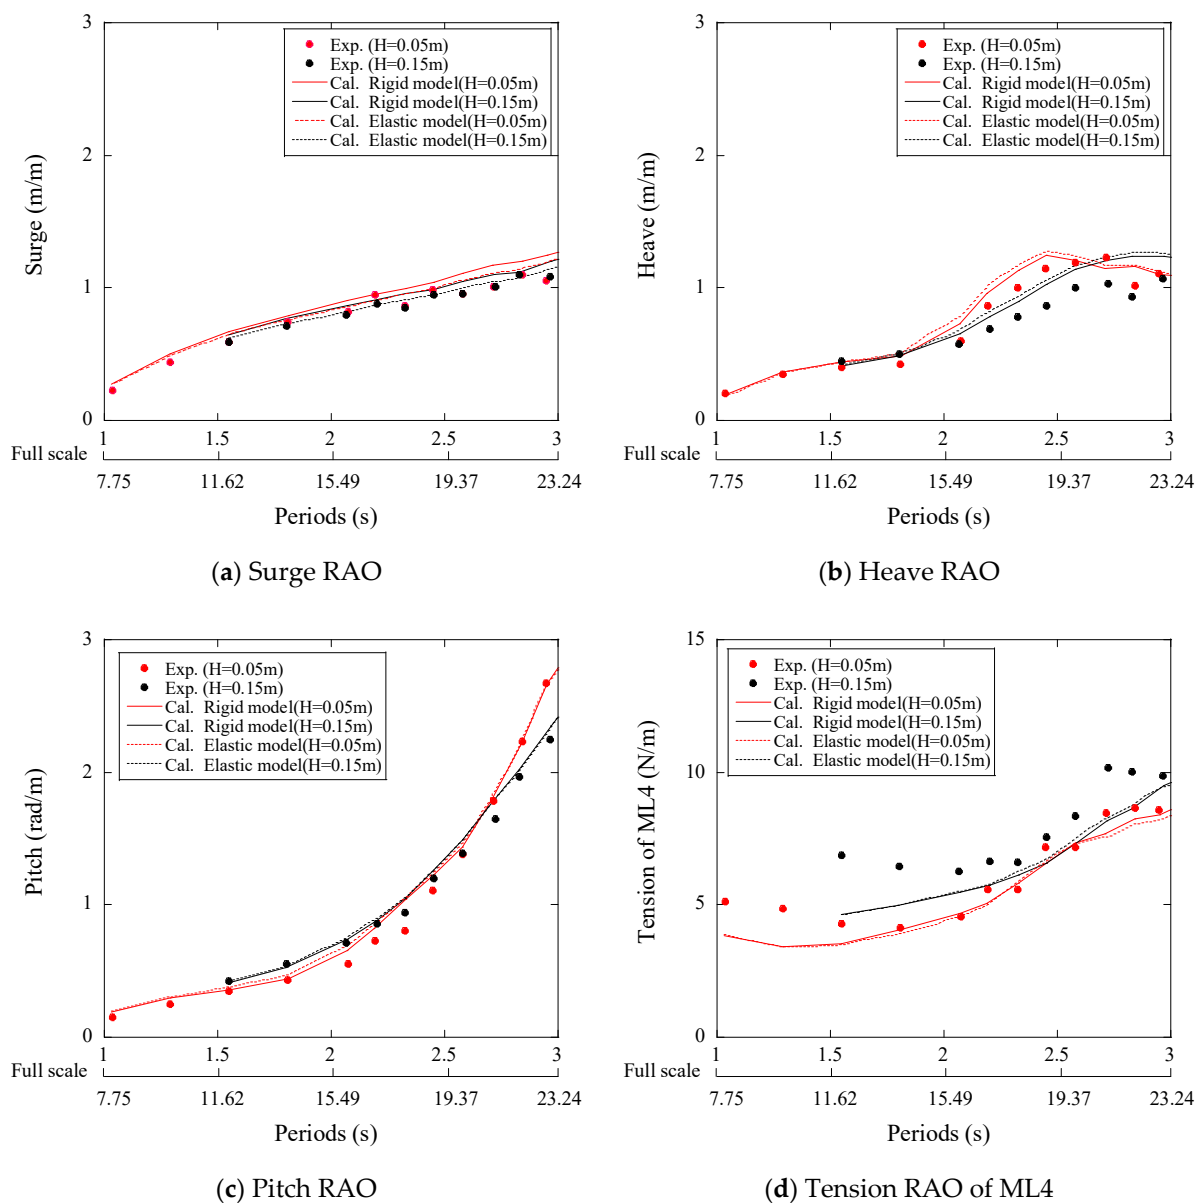 3
2
1
0
Surge (m/m)
Exp. (H=0.05m)
Exp. (H=0.15m)
Cal. Rigid model(H=0.05m)
Cal. Rigid model(H=0.15m)
Cal. Elastic model(H=0.05m)
Cal. Elastic model(H=0.15m)
1 1.5 2 2.5 3
Full scale
7.75 11.62 15.49 19.37 23.24
Periods (s)
(a) Surge RAO
3
2
1
0
Heave (m/m)
Exp. (H=0.05m)
Exp. (H=0.15m)
Cal. Rigid model(H=0.05m)
Cal. Rigid model(H=0.15m)
Cal. Elastic model(H=0.05m)
Cal. Elastic model(H=0.15m)
1 1.5 2 2.5 3
Full scale
7.75 11.62 15.49 19.37 23.24
Periods (s)
(b) Heave RAO
3
2
1
0
Pitch (rad/m)
Exp. (H=0.05m)
Exp. (H=0.15m)
Cal. Rigid model(H=0.05m)
Cal. Rigid model(H=0.15m)
Cal. Elastic model(H=0.05m)
Cal. Elastic model(H=0.15m)
1 1.5 2 2.5 3
Full scale
7.75 11.62 15.49 19.37 23.24
Periods (s)
(c) Pitch RAO
15
10
5
0
Tension of ML4 (N/m)
Exp. (H=0.05m)
Exp. (H=0.15m)
Cal. Rigid model(H=0.05m)
Cal. Rigid model(H=0.15m)
Cal. Elastic model(H=0.05m)
Cal. Elastic model(H=0.15m)
1 1.5 2 2.5 3
Full scale
7.75 11.62 15.49 19.37 23.24
Periods (s)
(d) Tension RAO of ML4